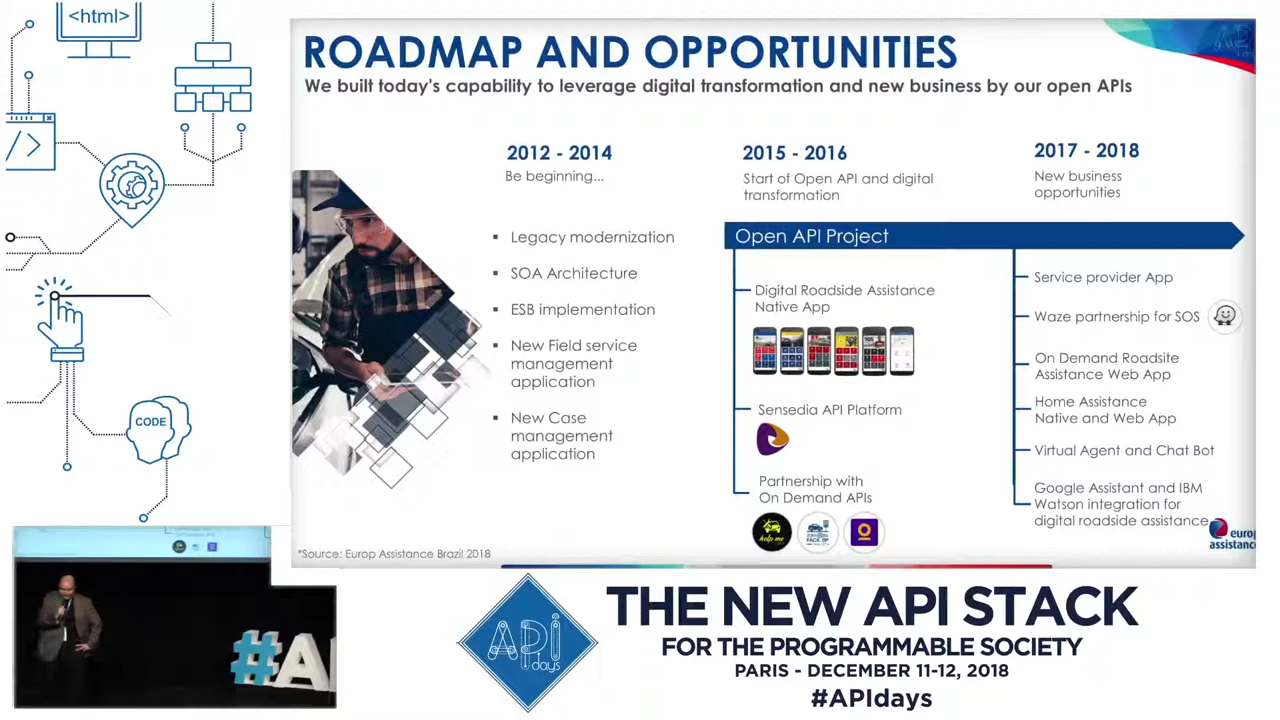 <html>
</>
CODE
ROADMAP AND OPPORTUNITIES
We built today's capability to leverage digital transformation and new business by our open APIs
2012 - 2014
Be beginning...
Legacy modernization
SOA Architecture
ESB implementation
New Field service
management
application
New Case
management
application
2015 - 2016
Start of Open API and digital
transformation
2017 - 2018
New business
opportunities
Open API Project
Digital Roadside Assistance
Native App
Sensedia API Platform
Partnership with
On Demand APIs
help me
Service provider App
Waze partnership for SOS
On Demand Roadsite
Assistance Web App
Home Assistance
Native and Web App
Virtual Agent and Chat Bot
Google Assistant and IBM
Watson integration for
digital roadside assistance
europ
assistance
*Source: Europ Assistance Brazil 2018
#A
API
days
THE NEW API STACK
FOR THE PROGRAMMABLE SOCIETY
PARIS - DECEMBER 11-12, 2018
#APIdays